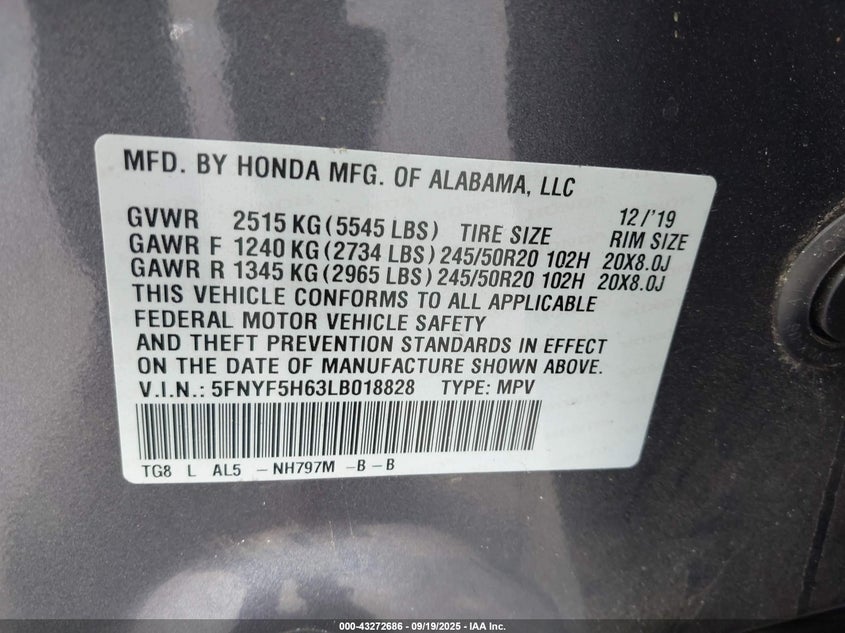 MFD. BY HONDA MFG. OF ALABAMA, LLC
12/'19
GVWR 2515 KG (5545 LBS) TIRE SIZE RIM SIZE
GAWR F 1240 KG (2734 LBS) 245/50R20 102H 20X8.0J
GAWR R 1345 KG (2965 LBS) 245/50R20 102H 20X8.0J
THIS VEHICLE CONFORMS TO ALL APPLICABLE
FEDERAL MOTOR VEHICLE SAFETY
AND THEFT PREVENTION STANDARDS IN EFFECT
ON THE DATE OF MANUFACTURE SHOWN ABOVE.
V.I.N.: 5FNYF5H63LB018828 TYPE: MPV
TG8 L AL5 -NH797M -B-B
000-43272686 - 09/19/2025 - IAA Inc.